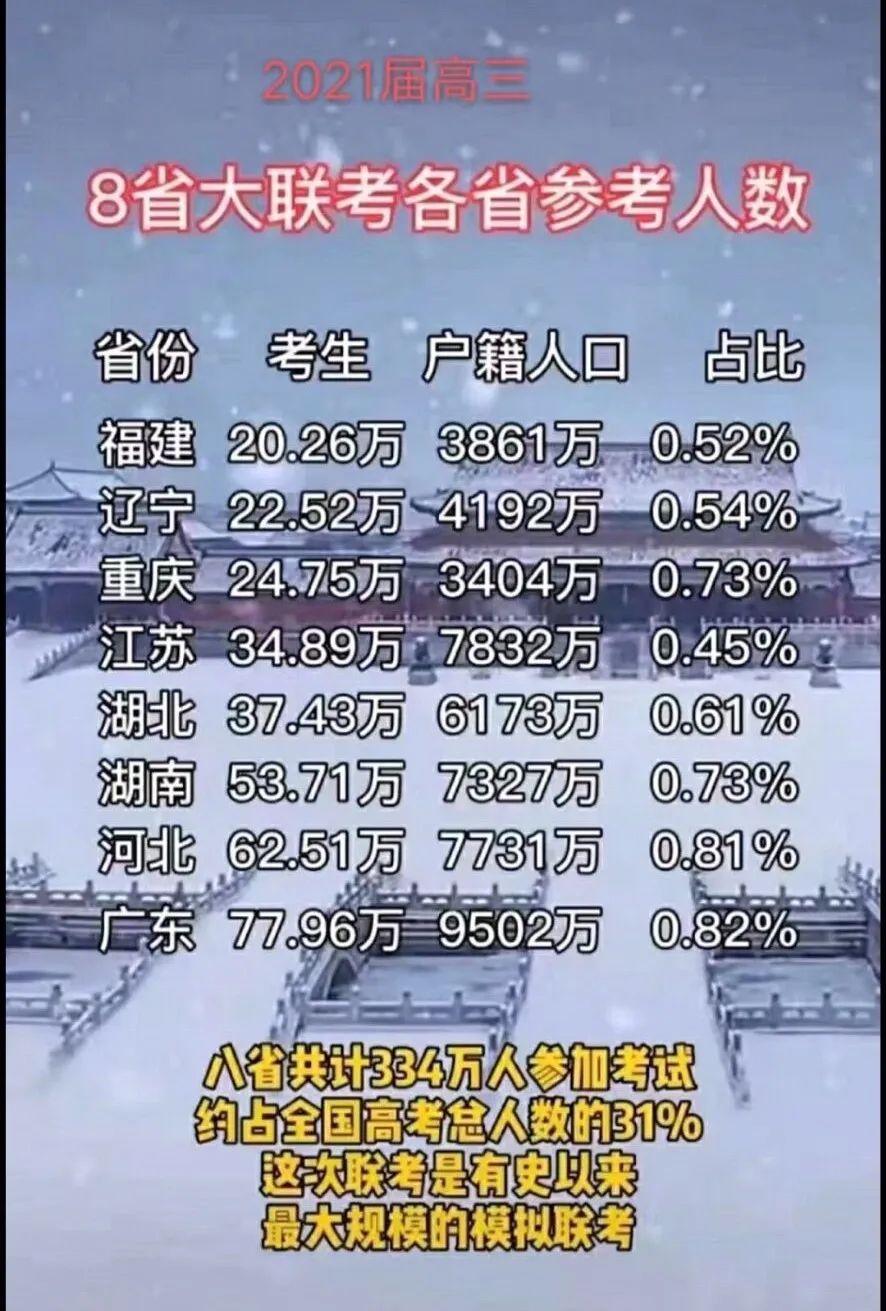 2021届高三
8省大联考各省参考人数
省份 考生 户籍人口 占比
福建 20.26万 3861万 0.52%
辽宁 22.52万 4192万 0.54%
重庆 24.75万 3404万 0.73%
江苏 34.89万 7832万 0.45%
湖北 37.43万 6173万 0.61%
湖南 53.71万 7327万 0.73%
河北 62.51万 7731万 0.81%
广东 77.96万 9502万 0.82%
八省共计334万人参加考试
约占全国高考总人数的31%
这次联考是有史以来
最大规模的模拟联考